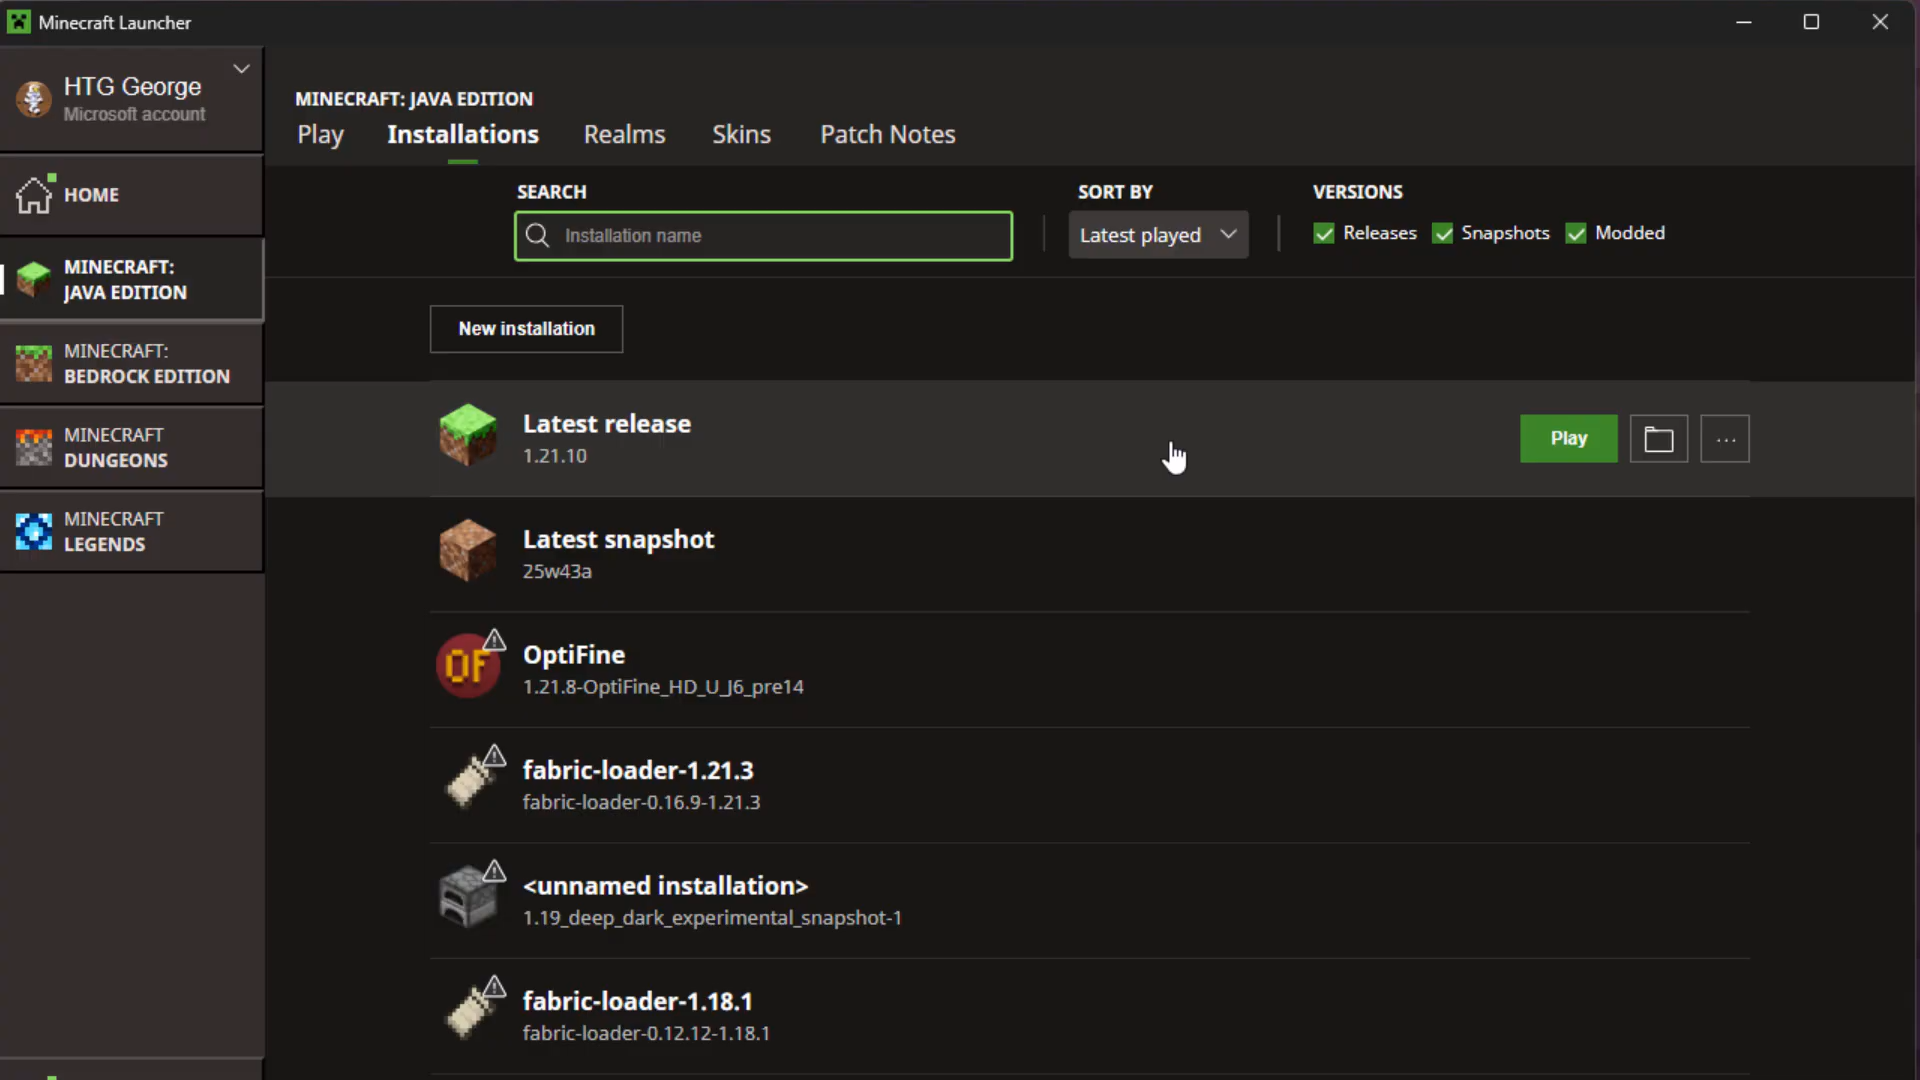 Minecraft Launcher
HTG George
Microsoft account
HOME
MINECRAFT:
JAVA EDITION
MINECRAFT:
BEDROCK EDITION
MINECRAFT
DUNGEONS
MINECRAFT
LEGENDS
MINECRAFT: JAVA EDITION
Play Installations Realms Skins Patch Notes
SEARCH SORT BY VERSIONS
Installation name Latest played Releases Snapshots Modded
New installation
Latest release
1.21.10
Play ...
Latest snapshot
25w43a
OF
OptiFine
1.21.8-OptiFine_HD_U_J6_pre14
fabric-loader-1.21.3
fabric-loader-0.16.9-1.21.3
<unnamed installation>
1.19_deep_dark_experimental_snapshot-1
fabric-loader-1.18.1
fabric-loader-0.12.12-1.18.1